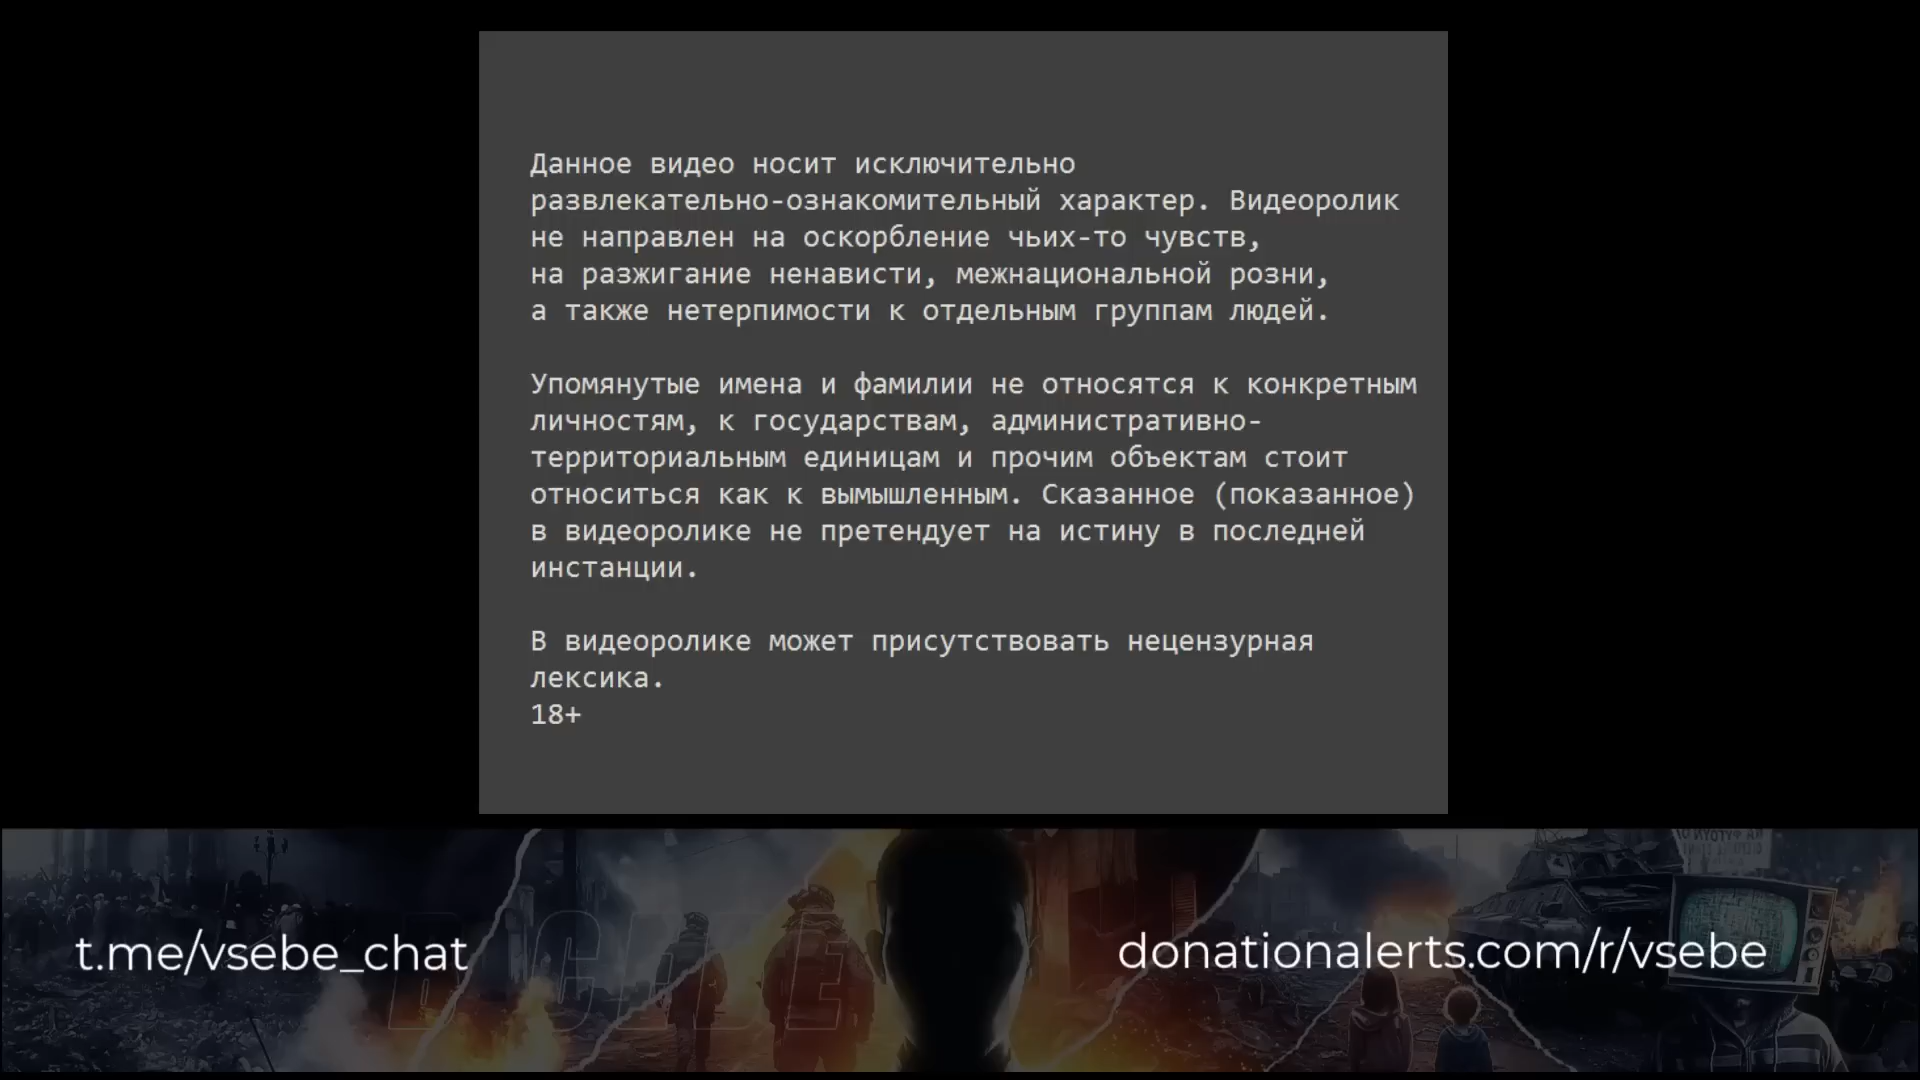 Данное видео носит исключительно
развлекательно-ознакомительный характер. Видеоролик
не направлен на оскорбление чьих-то чувств,
на разжигание ненависти, межнациональной розни,
а также нетерпимости к отдельным группам людей.
Упомянутые имена и фамилии не относятся к конкретным
личностям, к государствам, административно-
территориальным единицам и прочим объектам стоит
относиться как к вымышленным. Сказанное (показанное)
в видеоролике не претендует на истину в последней
инстанции.
В видеоролике может присутствовать нецензурная
лексика.
18+
t.me/vsebe_chat
donationalerts.com/r/vsebe